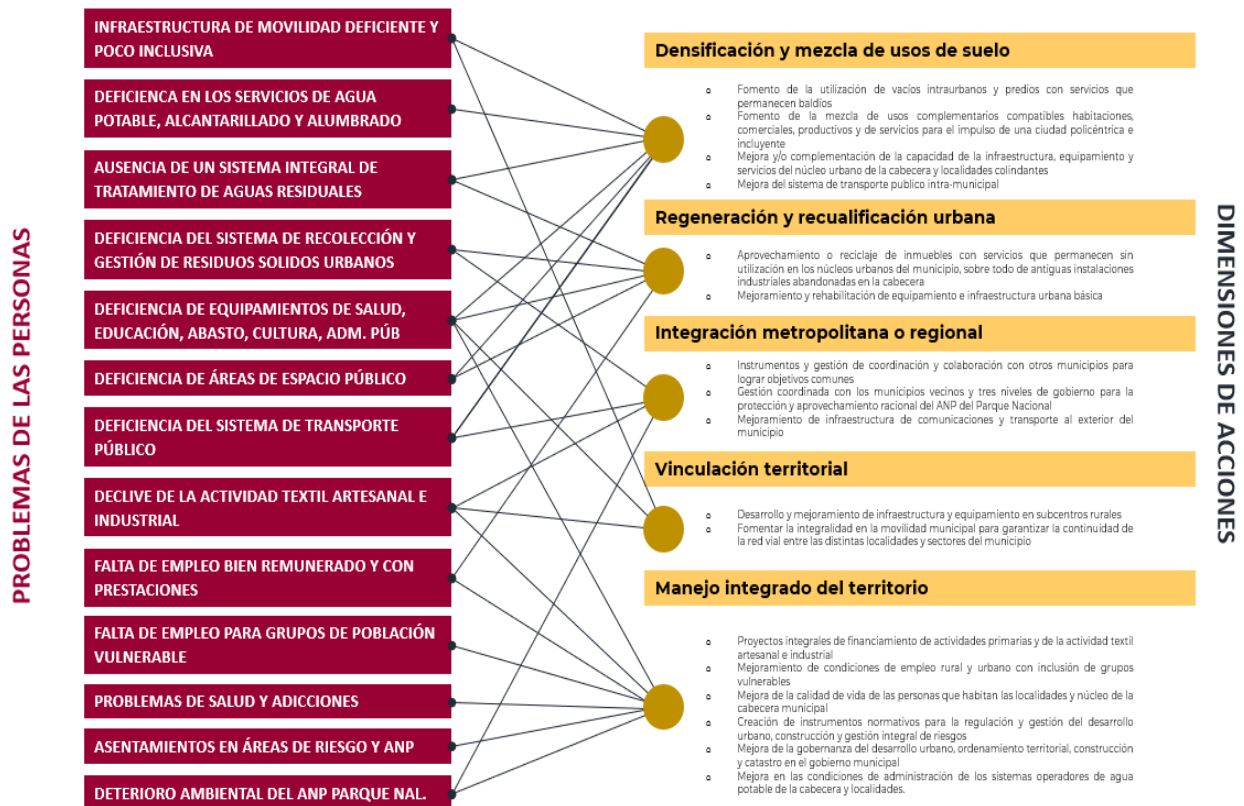 PROBLEMAS DE LAS PERSONAS
INFRAESTRUCTURA DE MOVILIDAD DEFICIENTE Y
POCO INCLUSIVA
DEFICIENCA EN LOS SERVICIOS DE AGUA
POTABLE, ALCANTARILLADO Y ALUMBRADO
AUSENCIA DE UN SISTEMA INTEGRAL DE
TRATAMIENTO DE AGUAS RESIDUALES
DEFICIENCIA DEL SISTEMA DE RECOLECCIÓN Y
GESTIÓN DE RESIDUOS SOLIDOS URBANOS
DEFICIENCIA DE EQUIPAMIENTOS DE SALUD,
EDUCACIÓN, ABASTO, CULTURA, ADM. PÚB
DEFICIENCIA DE ÁREAS DE ESPACIO PÚBLICO
DEFICIENCIA DEL SISTEMA DE TRANSPORTE
PÚBLICO
DECLIVE DE LA ACTIVIDAD TEXTIL ARTESANAL E
INDUSTRIAL
FALTA DE EMPLEO BIEN REMUNERADO Y CON
PRESTACIONES
FALTA DE EMPLEO PARA GRUPOS DE POBLACIÓN
VULNERABLE
PROBLEMAS DE SALUD Y ADICCIONES
ASENTAMIENTOS EN ÁREAS DE RIESGO Y ANP
DETERIORO AMBIENTAL DEL ANP PARQUE NAL.
Densificación y mezcla de usos de suelo
Fomento de la utilización de vacíos intraurbanos y predios con servicios que
permanecen baldíos
Fomento de la mezcla de usos complementarios compatibles habitaciones,
comerciales, productivos y de servicios para el impulso de una ciudad policéntrica e
incluyente
Mejora y/o complementación de la capacidad de la infraestructura, equipamiento y
servicios del núcleo urbano de la cabecera y localidades colindantes
Mejora del sistema de transporte publico intra-municipal
Regeneración y recualificación urbana
Aprovechamiento o reciclaje de inmuebles con servicios que permanecen sin
utilización en los núcleos urbanos del municipio, sobre todo de antiguas instalaciones
industriales abandonadas en la cabecera
Mejoramiento y rehabilitación de equipamiento e infraestructura urbana básica
Integración metropolitana o regional
Instrumentos y gestión de coordinación y colaboración con otros municipios para
lograr objetivos comunes
Gestión coordinada con los municipios vecinos y tres niveles de gobierno para la
protección y aprovechamiento racional del ANP del Parque Nacional
Mejoramiento de infraestructura de comunicaciones y transporte al exterior del
municipio
Vinculación territorial
Desarrollo y mejoramiento de infraestructura y equipamiento en subcentros rurales
Fomentar la integralidad en la movilidad municipal para garantizar la continuidad de
la red vial entre las distintas localidades y sectores del municipio
Manejo integrado del territorio
Proyectos integrales de financiamiento de actividades primarias y de la actividad textil
artesanal e industrial
Mejoramiento de condiciones de empleo rural y urbano con inclusión de grupos
vulnerables
Mejora de la calidad de vida de las personas que habitan las localidades y núcleo de la
cabecera municipal
Creación de instrumentos normativos para la regulación y gestión del desarrollo
urbano, construcción y gestión integral de riesgos
Mejora de la gobernanza del desarrollo urbano, ordenamiento territorial, construcción
y catastro en el gobierno municipal
Mejora en las condiciones de administración de los sistemas operadores de agua
potable de la cabecera y localidades.
DIMENSIONES DE ACCIONES